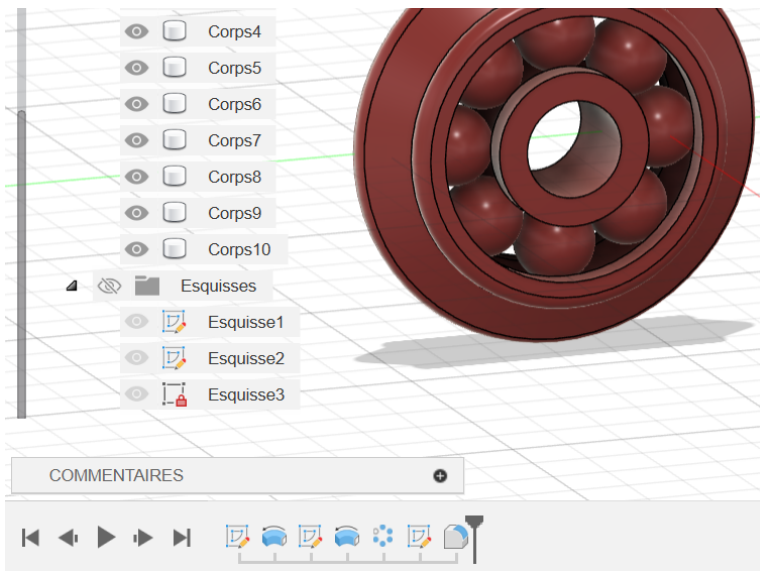 Corps4
Corps5
Corps6
Corps7
Corps8
Corps9
Corps10
Esquisses
Esquisse1
Esquisse2
Esquisse3
COMMENTAIRES